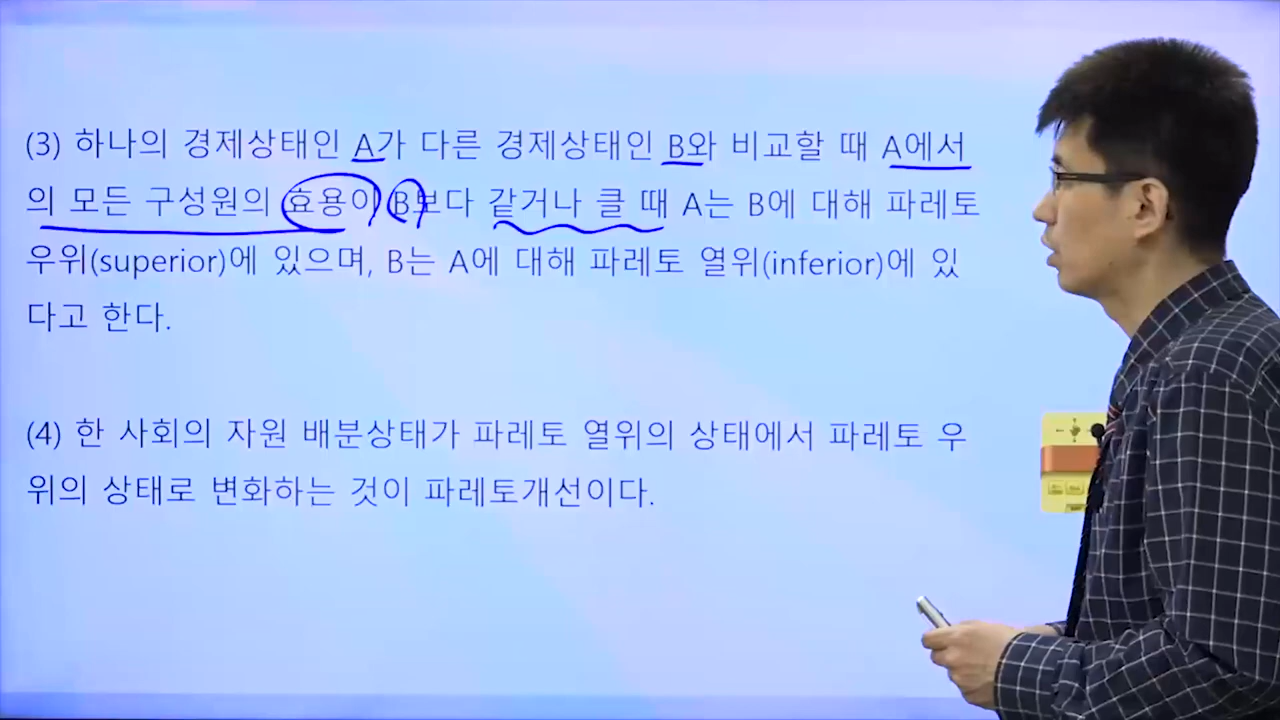 (3) 하나의 경제상태인 A가 다른 경제상태인 B와 비교할 때 A에서
의 모든 구성원의 효용이 B보다 같거나 클 때 A는 B에 대해 파레토
우위(superior)에 있으며, B는 A에 대해 파레토 열위(inferior)에 있
다고 한다.
(4) 한 사회의 자원 배분상태가 파레토 열위의 상태에서 파레토 우
위의 상태로 변화하는 것이 파레토개선이다.